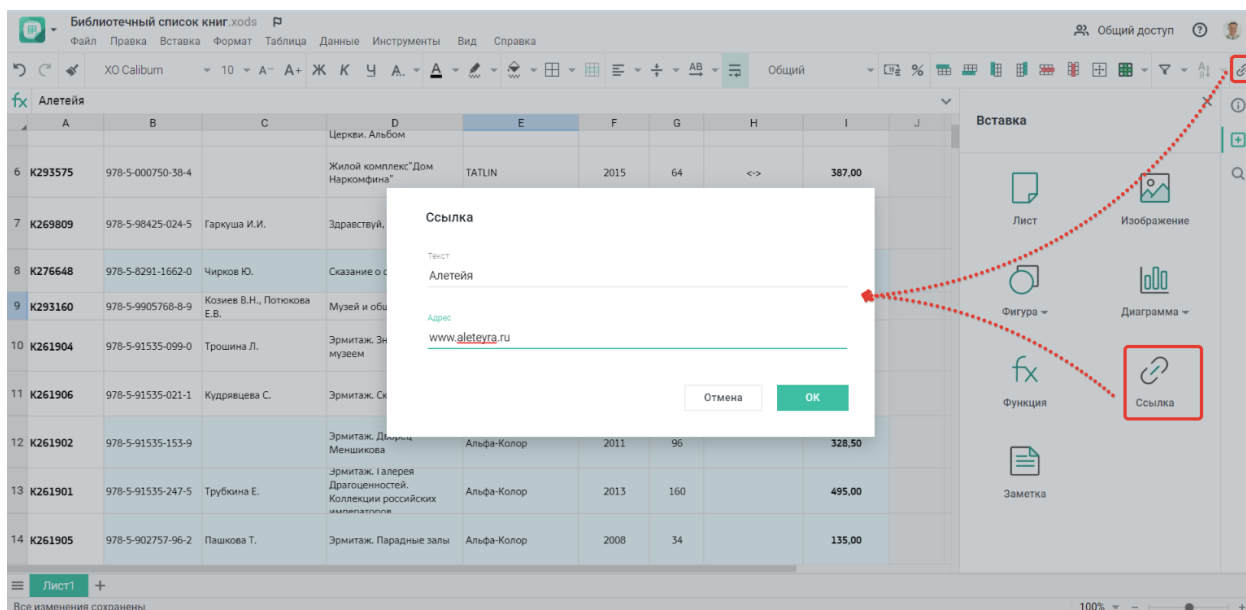 Библиотечный список книг.xods
Файл Правка Вставка Формат Таблица Данные Инструменты Вид Справка
Общий доступ
XO Calibum 10 A− A+ Ж К Ч А.. А АВ Общий %
fx Алетейя
A B C D E F G H I J
Церкви. Альбом
6 K293575 978-5-000750-38-4 Жилой комплекс"Дом Наркомфина" TATLIN 2015 64 <-> 387,00
7 K269809 978-5-98425-024-5 Гаркуша И.И. Здравствуй,
8 K276648 978-5-8291-1662-0 Чирков Ю. Сказание о
9 K293160 978-5-9905768-8-9 Козиев В.Н., Потюкова Е.В. Музей и
10 K261904 978-5-91535-099-0 Трошина Л. Эрмитаж. музеем
11 K261906 978-5-91535-021-1 Кудрявцева С. Эрмитаж.
12 K261902 978-5-91535-153-9 Эрмитаж. Дворец Меншикова Альфа-Колор 2011 96 328,50
13 K261901 978-5-91535-247-5 Трубкина Е. Эрмитаж. Галерея Драгоценностей. Коллекции российских императоров Альфа-Колор 2013 160 495,00
14 K261905 978-5-902757-96-2 Пашкова Т. Эрмитаж. Парадные залы Альфа-Колор 2008 34 135,00
Ссылка
Текст
Алетейя
Адрес
www.aleteyra.ru
Отмена OK
Вставка
Лист Изображение
Фигура Диаграмма
fx
Функция Ссылка
Заметка
Лист1 +
Все изменения сохранены 100% − +